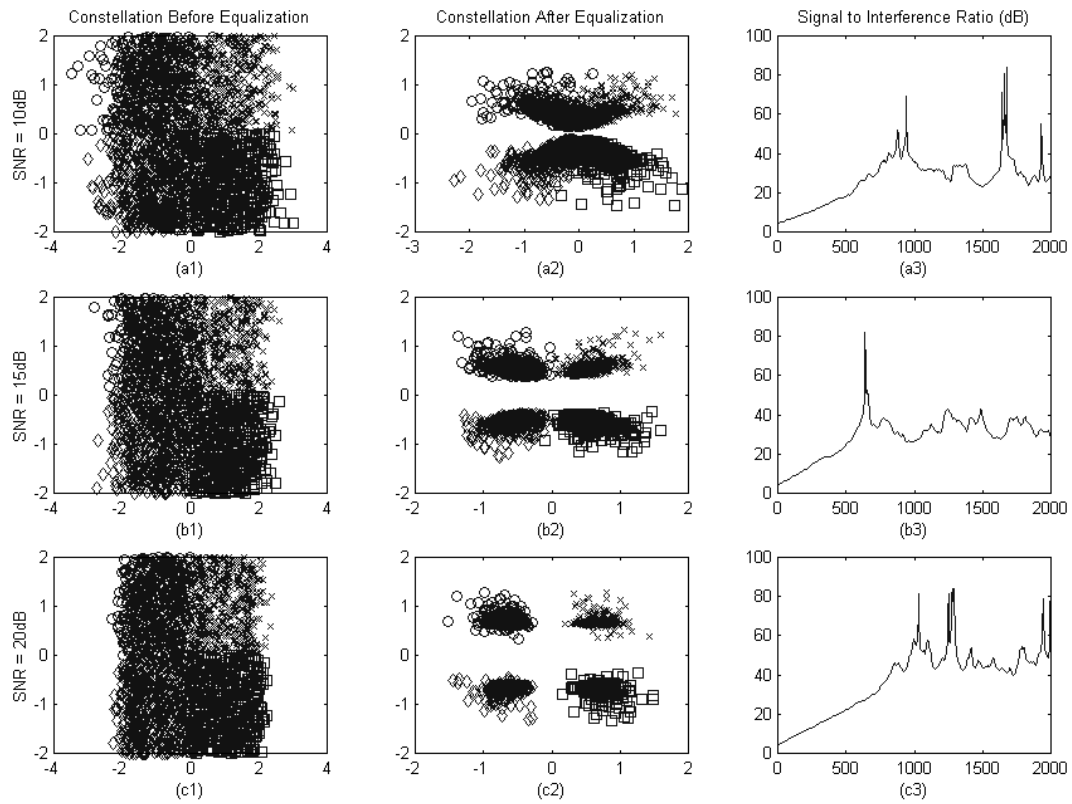 Constellation Before Equalization
Constellation After Equalization
Signal to Interference Ratio (dB)
SNR = 10dB
2
1
0
-1
-2
-4 -2 0 2 4
(a1)
2
1
0
-1
-2
-3 -2 -1 0 1 2
(a2)
100
80
60
40
20
0
0 500 1000 1500 2000
(a3)
SNR = 15dB
2
1
0
-1
-2
-4 -2 0 2 4
(b1)
2
1
0
-1
-2
-3 -2 -1 0 1 2
(b2)
100
80
60
40
20
0
0 500 1000 1500 2000
(b3)
SNR = 20dB
2
1
0
-1
-2
-4 -2 0 2 4
(c1)
2
1
0
-1
-2
-3 -2 -1 0 1 2
(c2)
100
80
60
40
20
0
0 500 1000 1500 2000
(c3)